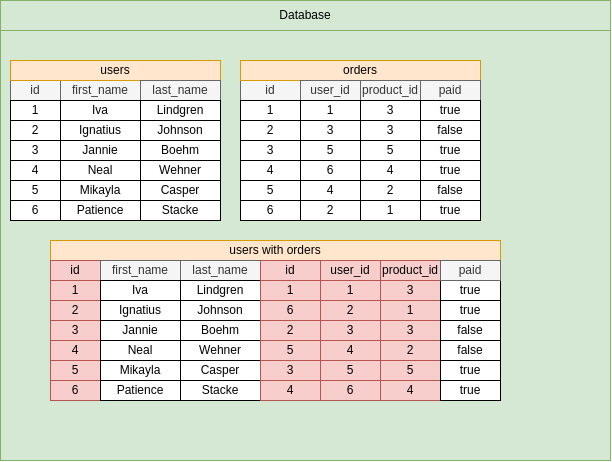 Database
users
id first_name last_name
1 Iva Lindgren
2 Ignatius Johnson
3 Jannie Boehm
4 Neal Wehner
5 Mikayla Casper
6 Patience Stacke
orders
id user_id product_id paid
1 1 3 true
2 3 3 false
3 5 5 true
4 6 4 true
5 4 2 false
6 2 1 true
users with orders
id first_name last_name id user_id product_id paid
1 Iva Lindgren 1 1 3 true
2 Ignatius Johnson 6 2 1 true
3 Jannie Boehm 2 3 3 false
4 Neal Wehner 5 4 2 false
5 Mikayla Casper 3 5 5 true
6 Patience Stacke 4 6 4 true